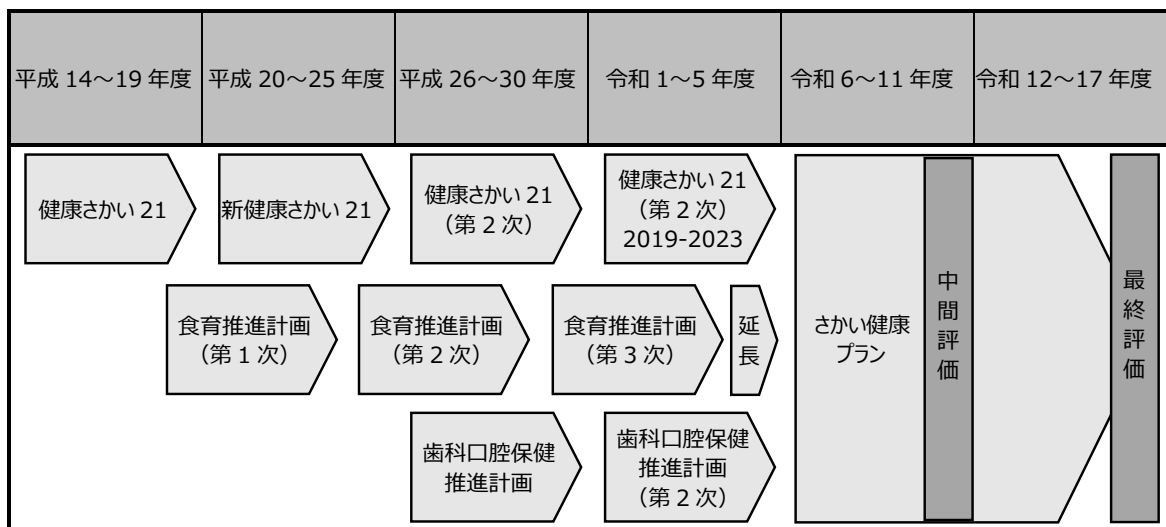 平成 14～19 年度
平成 20～25 年度
平成 26～30 年度
令和 1～5 年度
令和 6～11 年度
令和 12～17 年度
健康さかい 21
新健康さかい 21
健康さかい 21
（第 2 次）
健康さかい 21
（第 2 次）
2019-2023
食育推進計画
（第 1 次）
食育推進計画
（第 2 次）
食育推進計画
（第 3 次）
延長
歯科口腔保健
推進計画
歯科口腔保健
推進計画
（第 2 次）
さかい健康
プラン
中間評価
最終評価